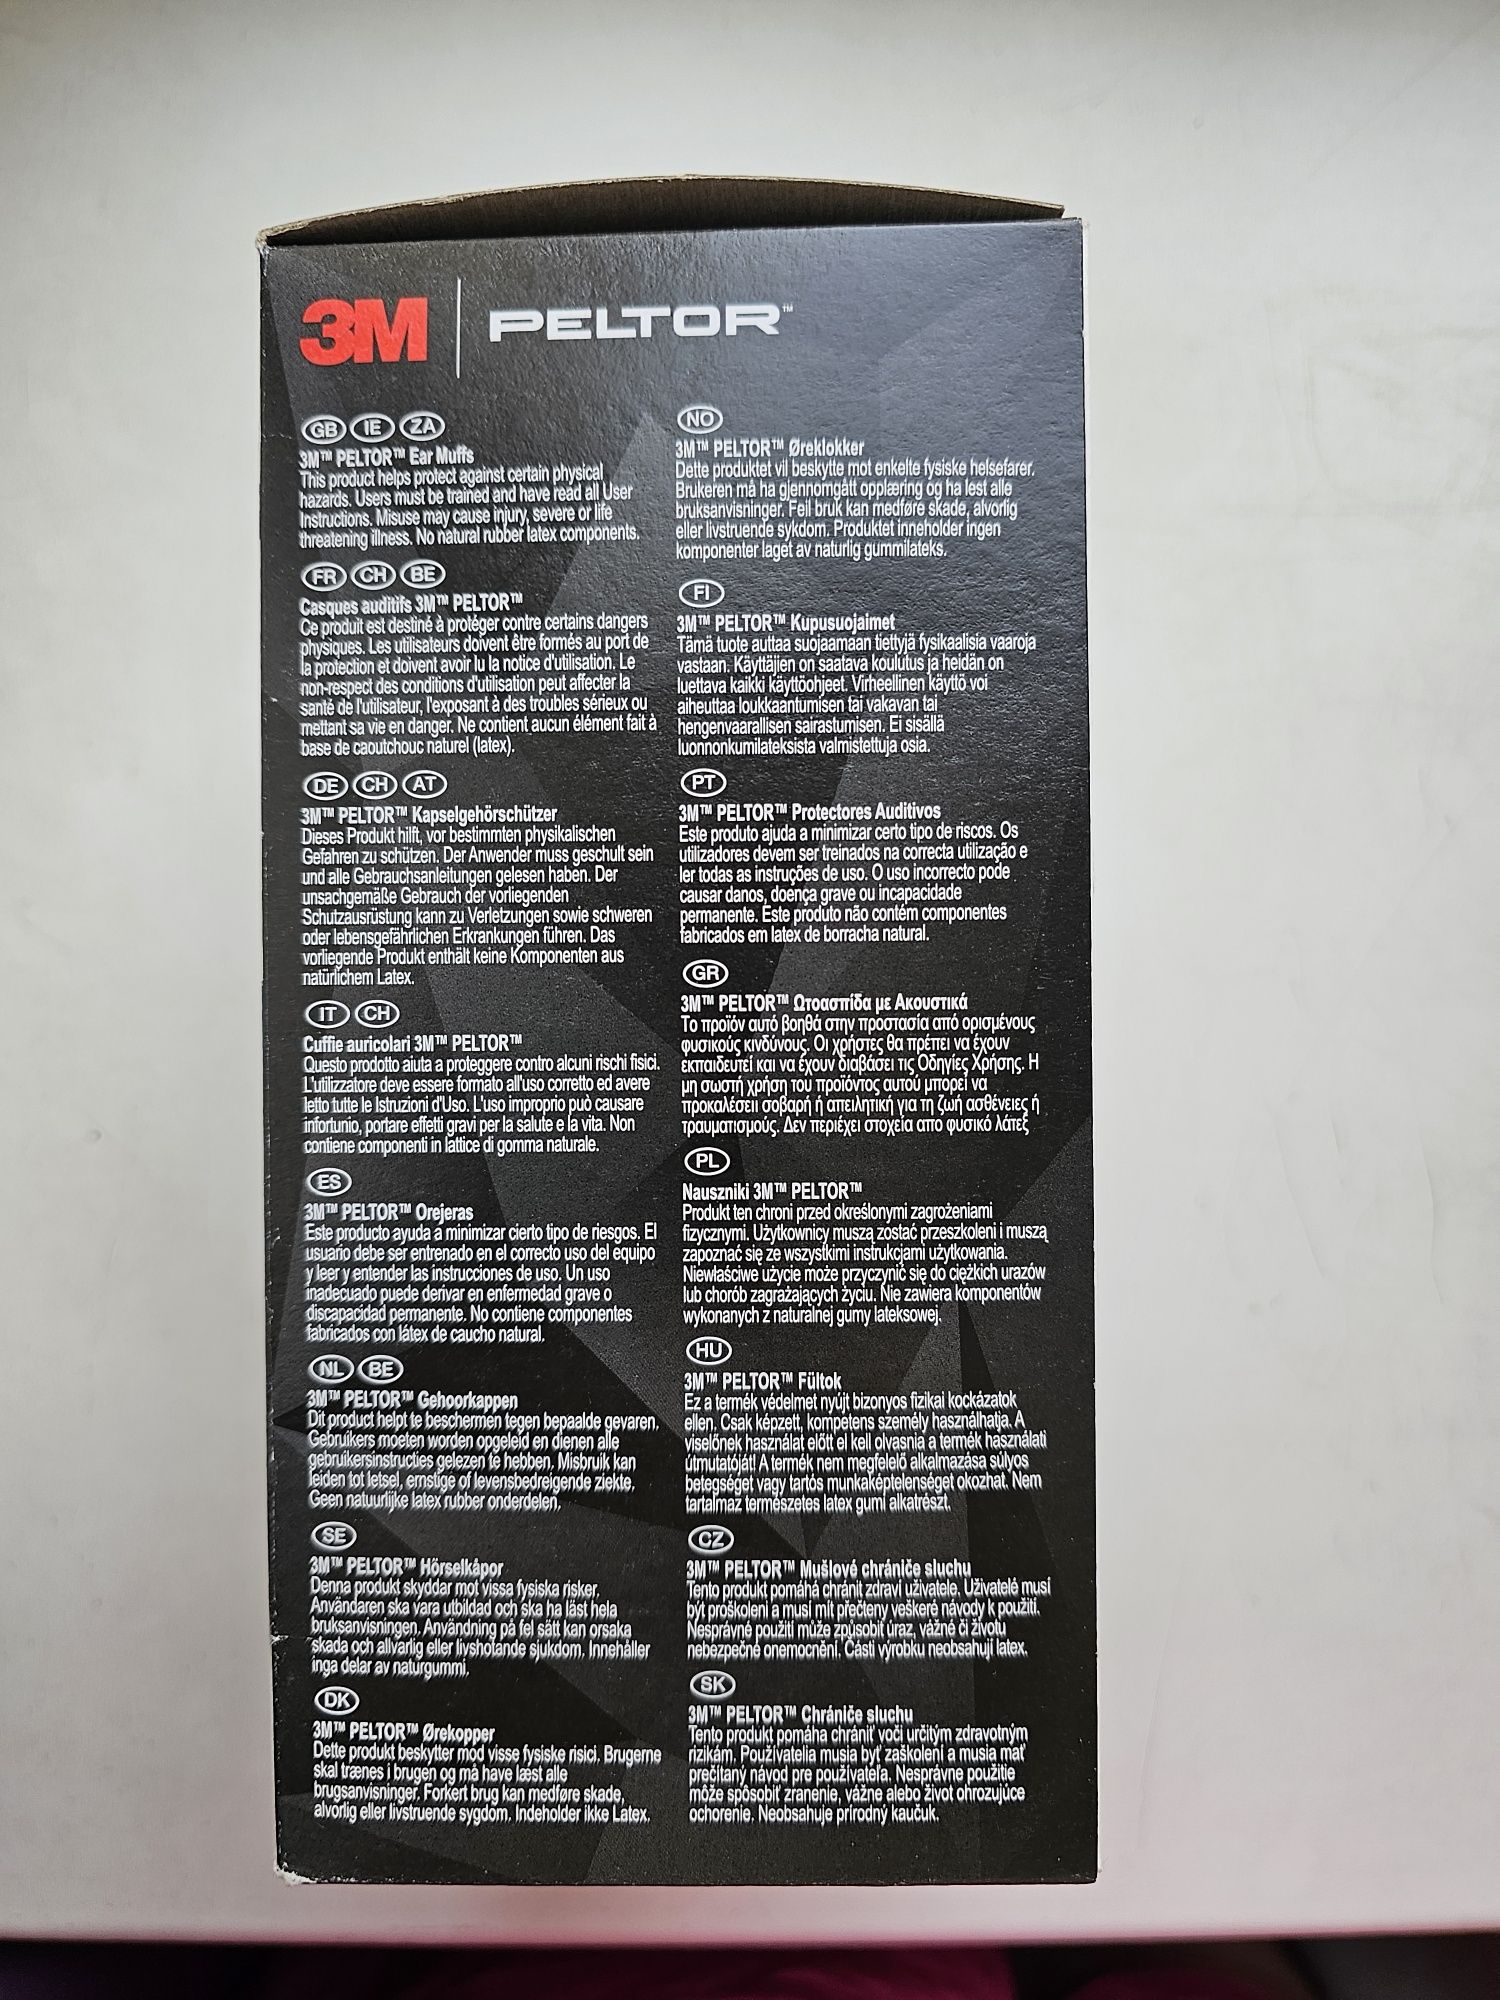 3M PELTOR™
GB IE ZA
3M™ PELTOR™ Ear Muffs
This product helps protect against certain physical
hazards. Users must be trained and have read all User
Instructions. Misuse may cause injury, severe or life
threatening illness. No natural rubber latex components.
FR CH BE
Casques auditifs 3M™ PELTOR™
Ce produit est destiné à protéger contre certains dangers
physiques. Les utilisateurs doivent être formés au port de
la protection et doivent avoir lu la notice d'utilisation. Le
non-respect des conditions d'utilisation peut affecter la
santé de l'utilisateur, l'exposant à des troubles sérieux ou
mettant sa vie en danger. Ne contient aucun élément fait à
base de caoutchouc naturel (latex).
DE CH AT
3M™ PELTOR™ Kapselgehörschützer
Dieses Produkt hilft, vor bestimmten physikalischen
Gefahren zu schützen. Der Anwender muss geschult sein
und alle Gebrauchsanleitungen gelesen haben. Der
unsachgemäße Gebrauch der vorliegenden
Schutzausrüstung kann zu Verletzungen sowie schweren
oder lebensgefährlichen Erkrankungen führen. Das
vorliegende Produkt enthält keine Komponenten aus
natürlichem Latex.
IT CH
Cuffie auricolari 3M™ PELTOR™
Questo prodotto aiuta a proteggere contro alcuni rischi fisici.
L'utilizzatore deve essere formato all'uso corretto ed avere
letto tutte le Istruzioni d'Uso. L'uso improprio può causare
infortunio, portare effetti gravi per la salute e la vita. Non
contiene componenti in lattice di gomma naturale.
ES
3M™ PELTOR™ Orejeras
Este producto ayuda a minimizar cierto tipo de riesgos. El
usuario debe ser entrenado en el correcto uso del equipo
y leer y entender las instrucciones de uso. Un uso
inadecuado puede derivar en enfermedad grave o
discapacidad permanente. No contiene componentes
fabricados con látex de caucho natural.
NL BE
3M™ PELTOR™ Gehoorkappen
Dit product helpt te beschermen tegen bepaalde gevaren.
Gebruikers moeten worden opgeleid en dienen alle
gebruikersinstructies gelezen te hebben. Misbruik kan
leiden tot letsel, ernstige of levensbedreigende ziekte.
Geen natuurlijke latex rubber onderdelen.
SE
3M™ PELTOR™ Hörselkåpor
Denna produkt skyddar mot vissa fysiska risker.
Användaren ska vara utbildad och ska ha läst hela
bruksanvisningen. Användning på fel sätt kan orsaka
skada och allvarlig eller livshotande sjukdom. Innehåller
inga delar av naturgummi.
DK
3M™ PELTOR™ Ørekopper
Dette produkt beskytter mod visse fysiske risici. Brugerne
skal trænes i brugen og må have læst alle
brugsanvisninger. Forkert brug kan medføre skade,
alvorlig eller livstruende sygdom. Indeholder ikke Latex.
NO
3M™ PELTOR™ Øreklokker
Dette produktet vil beskytte mot enkelte fysiske helsefarer.
Brukeren må ha gjennomgått opplæring og ha lest alle
bruksanvisninger. Feil bruk kan medføre skade, alvorlig
eller livstruende sykdom. Produktet inneholder ingen
komponenter laget av naturlig gummilateks.
FI
3M™ PELTOR™ Kupusuojaimet
Tämä tuote auttaa suojaamaan tiettyjä fysikaalisia vaaroja
vastaan. Käyttäjien on saatava koulutus ja heidän on
luettava kaikki käyttöohjeet. Virheellinen käyttö voi
aiheuttaa loukkaantumisen tai vakavan tai
hengenvaarallisen sairastumisen. Ei sisällä
luonnonkumilateksista valmistettuja osia.
PT
3M™ PELTOR™ Protectores Auditivos
Este produto ajuda a minimizar certo tipo de riscos. Os
utilizadores devem ser treinados na correcta utilização e
ler todas as instruções de uso. O uso incorrecto pode
causar danos, doença grave ou incapacidade
permanente. Este produto não contém componentes
fabricados em latex de borracha natural.
GR
3M™ PELTOR™ Ωτοασπίδα με Ακουστικά
Το προϊόν αυτό βοηθά στην προστασία από ορισμένους
φυσικούς κινδύνους. Οι χρήστες θα πρέπει να έχουν
εκπαιδευτεί και να έχουν διαβάσει τις Οδηγίες Χρήσης. Η
μη σωστή χρήση του προϊόντος αυτού μπορεί να
προκαλέσει σοβαρή ή απειλητική για τη ζωή ασθένειες ή
τραυματισμούς. Δεν περιέχει στοχεία απο φυσικό λάτεξ
PL
Nauszniki 3M™ PELTOR™
Produkt ten chroni przed określonymi zagrożeniami
fizycznymi. Użytkownicy muszą zostać przeszkoleni i muszą
zapoznać się ze wszystkimi instrukcjami użytkowania.
Niewłaściwe użycie może przyczynić się do ciężkich urazów
lub chorób zagrażających życiu. Nie zawiera komponentów
wykonanych z naturalnej gumy lateksowej.
HU
3M™ PELTOR™ Fültok
Ez a termék védelmet nyújt bizonyos fizikai kockázatok
ellen. Csak képzett, kompetens személy használhatja. A
viselőnek használat előtt el kell olvasnia a termék használati
útmutatóját! A termék nem megfelelő alkalmazása súlyos
betegséget vagy tartós munkaképtelenséget okozhat. Nem
tartalmaz természetes latex gumi alkatrészt.
CZ
3M™ PELTOR™ Mušlové chrániče sluchu
Tento produkt pomáhá chránit zdraví uživatele. Uživatelé musí
být proškoleni a musí mít přečteny veškeré návody k použití.
Nesprávné použití může způsobit úraz, vážné či životu
nebezpečné onemocnění. Části výrobku neobsahují latex.
SK
3M™ PELTOR™ Chrániče sluchu
Tento produkt pomáha chrániť voči určitým zdravotným
rizikám. Používatelia musia byť zaškolení a musia mať
prečítaný návod pre používateľa. Nesprávne použitie
môže spôsobiť zranenie, vážne alebo život ohrozujúce
ochorenie. Neobsahuje prírodný kaučuk.